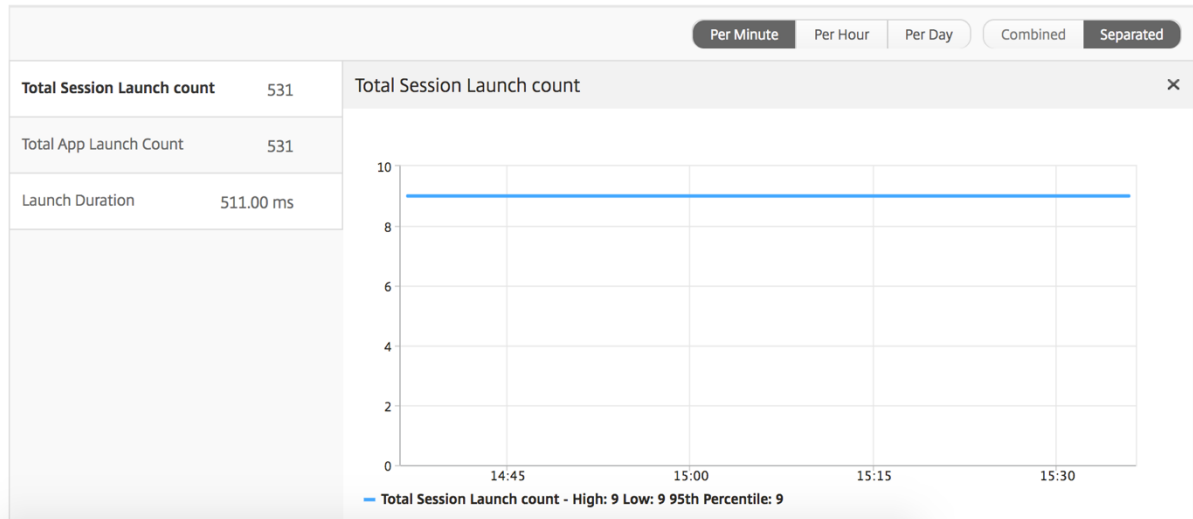 Per Minute Per Hour Per Day Combined Separated
Total Session Launch count 531
Total App Launch Count 531
Launch Duration 511.00 ms
Total Session Launch count ×
10
8
6
4
2
0
14:45 15:00 15:15 15:30
Total Session Launch count - High: 9 Low: 9 95th Percentile: 9